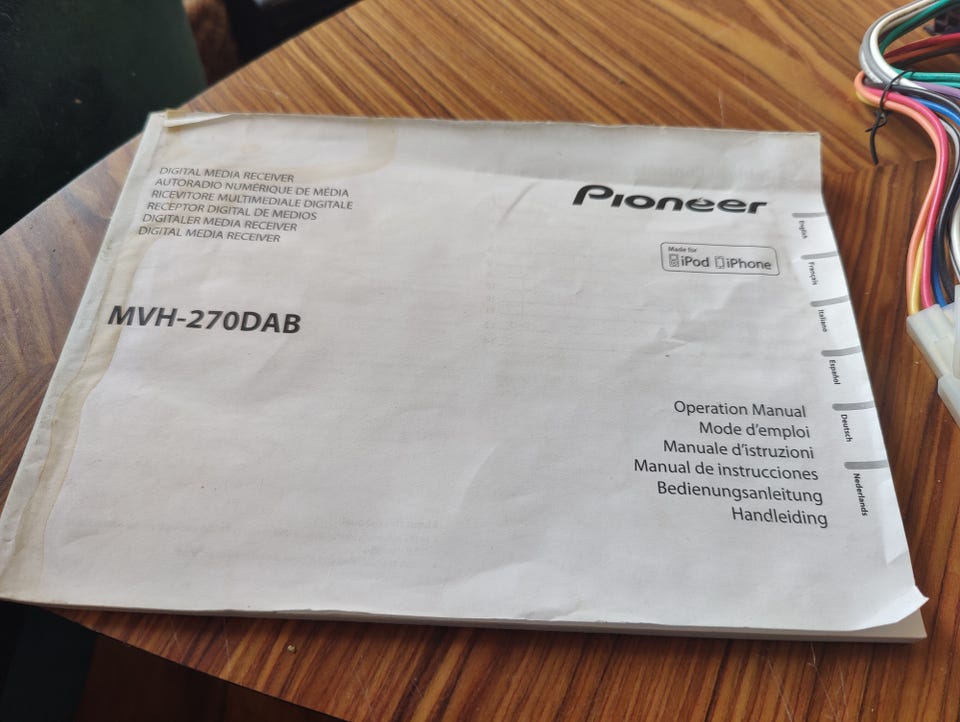 DIGITAL MEDIA RECEIVER
AUTORADIO NUMÉRIQUE DE MÉDIA
RICEVITORE MULTIMEDIALE DIGITALE
RECEPTOR DIGITAL DE MEDIOS
DIGITALER MEDIA RECEIVER
DIGITAL MEDIA RECEIVER
Pioneer
Made for
iPod iPhone
MVH-270DAB
Operation Manual
Mode d'emploi
Manuale d'istruzioni
Manual de instrucciones
Bedienungsanleitung
Handleiding
English
Français
Italiano
Español
Deutsch
Nederlands